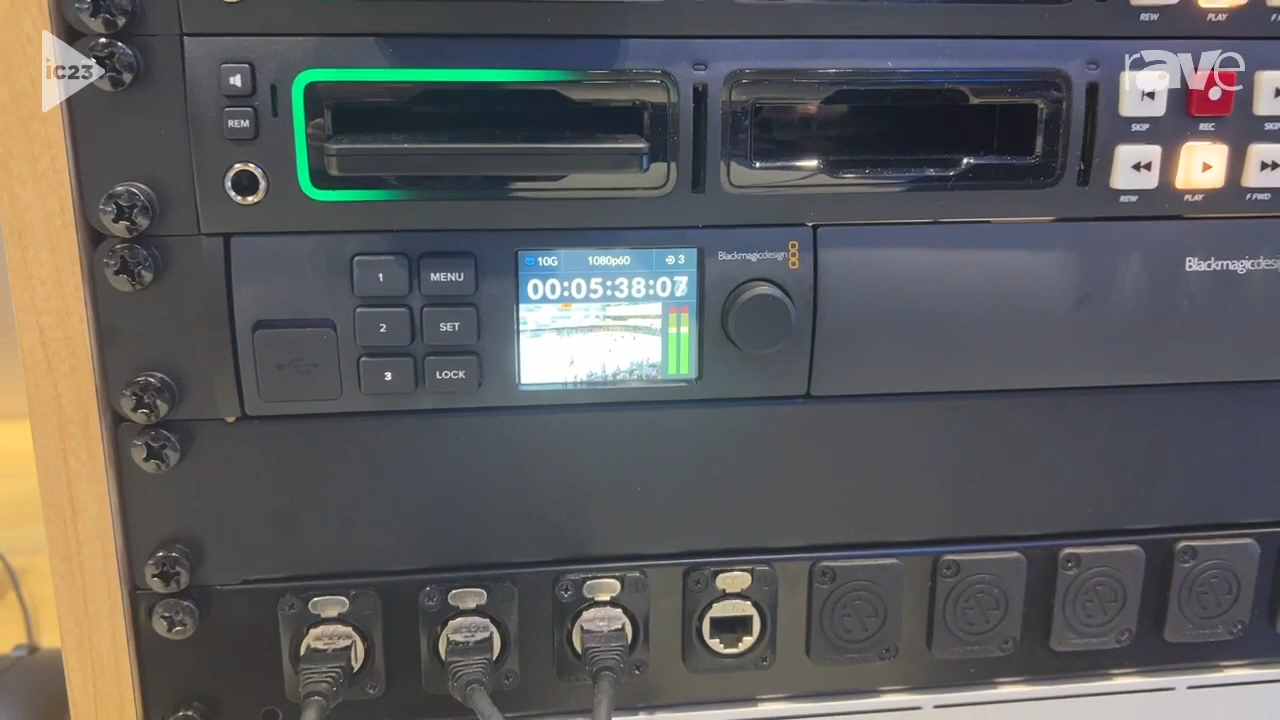 REW PLAY
iC23
rave
REM
SKIP REC
REW PLAY F FWD
10G 1080p60 3
00:05:38:07
Blackmagicdesign
1 MENU
2 SET
3 LOCK